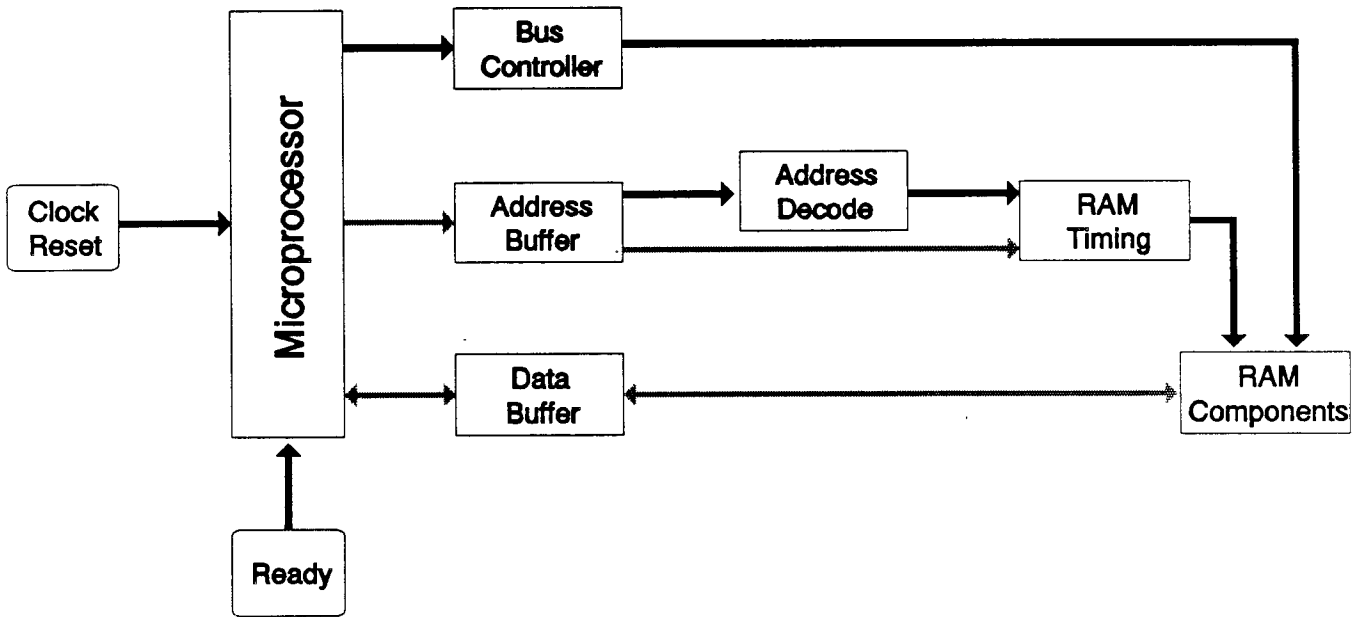 Bus
Controller
Microprocessor
Clock
Reset
Address
Buffer
Address
Decode
RAM
Timing
Data
Buffer
RAM
Components
Ready